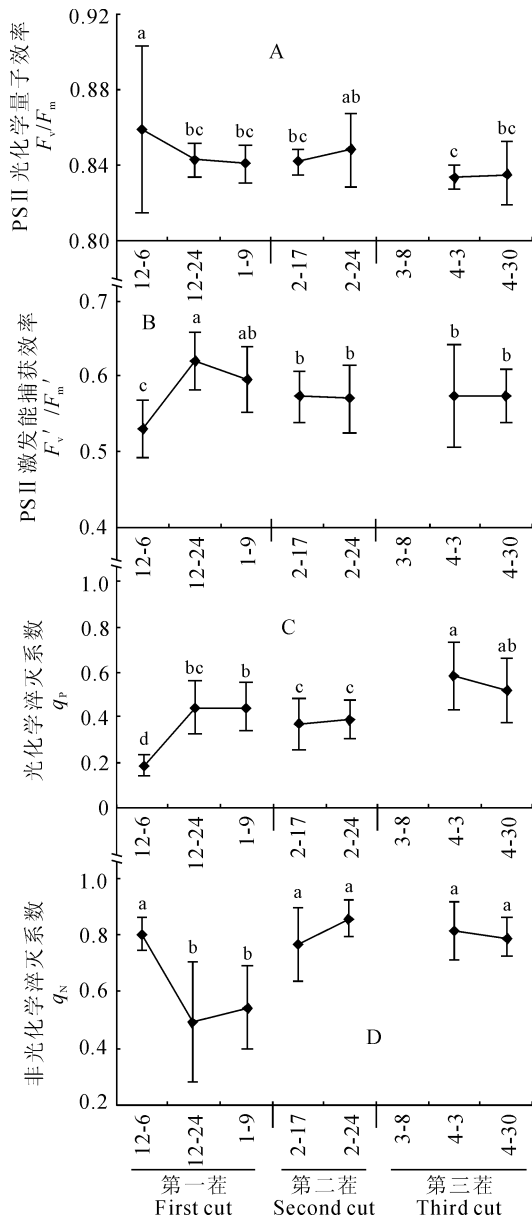 PSⅡ光化学量子效率
Fv/Fm
0.92
0.88
0.84
0.80
A
a
bc
bc
bc
ab
c
bc
12-6
12-24
1-9
2-17
2-24
3-8
4-3
4-30
PSⅡ激发能捕获效率
Fv′/Fm′
0.7
0.6
0.5
0.4
B
c
a
ab
b
b
b
b
12-6
12-24
1-9
2-17
2-24
3-8
4-3
4-30
光化学淬灭系数
qP
1.0
0.8
0.6
0.4
0.2
0
C
d
bc
b
c
c
a
ab
12-6
12-24
1-9
2-17
2-24
3-8
4-3
4-30
非光化学淬灭系数
qN
1.0
0.8
0.6
0.4
0.2
D
a
b
b
a
a
a
a
12-6
12-24
1-9
2-17
2-24
3-8
4-3
4-30
第一茬
First cut
第二茬
Second cut
第三茬
Third cut